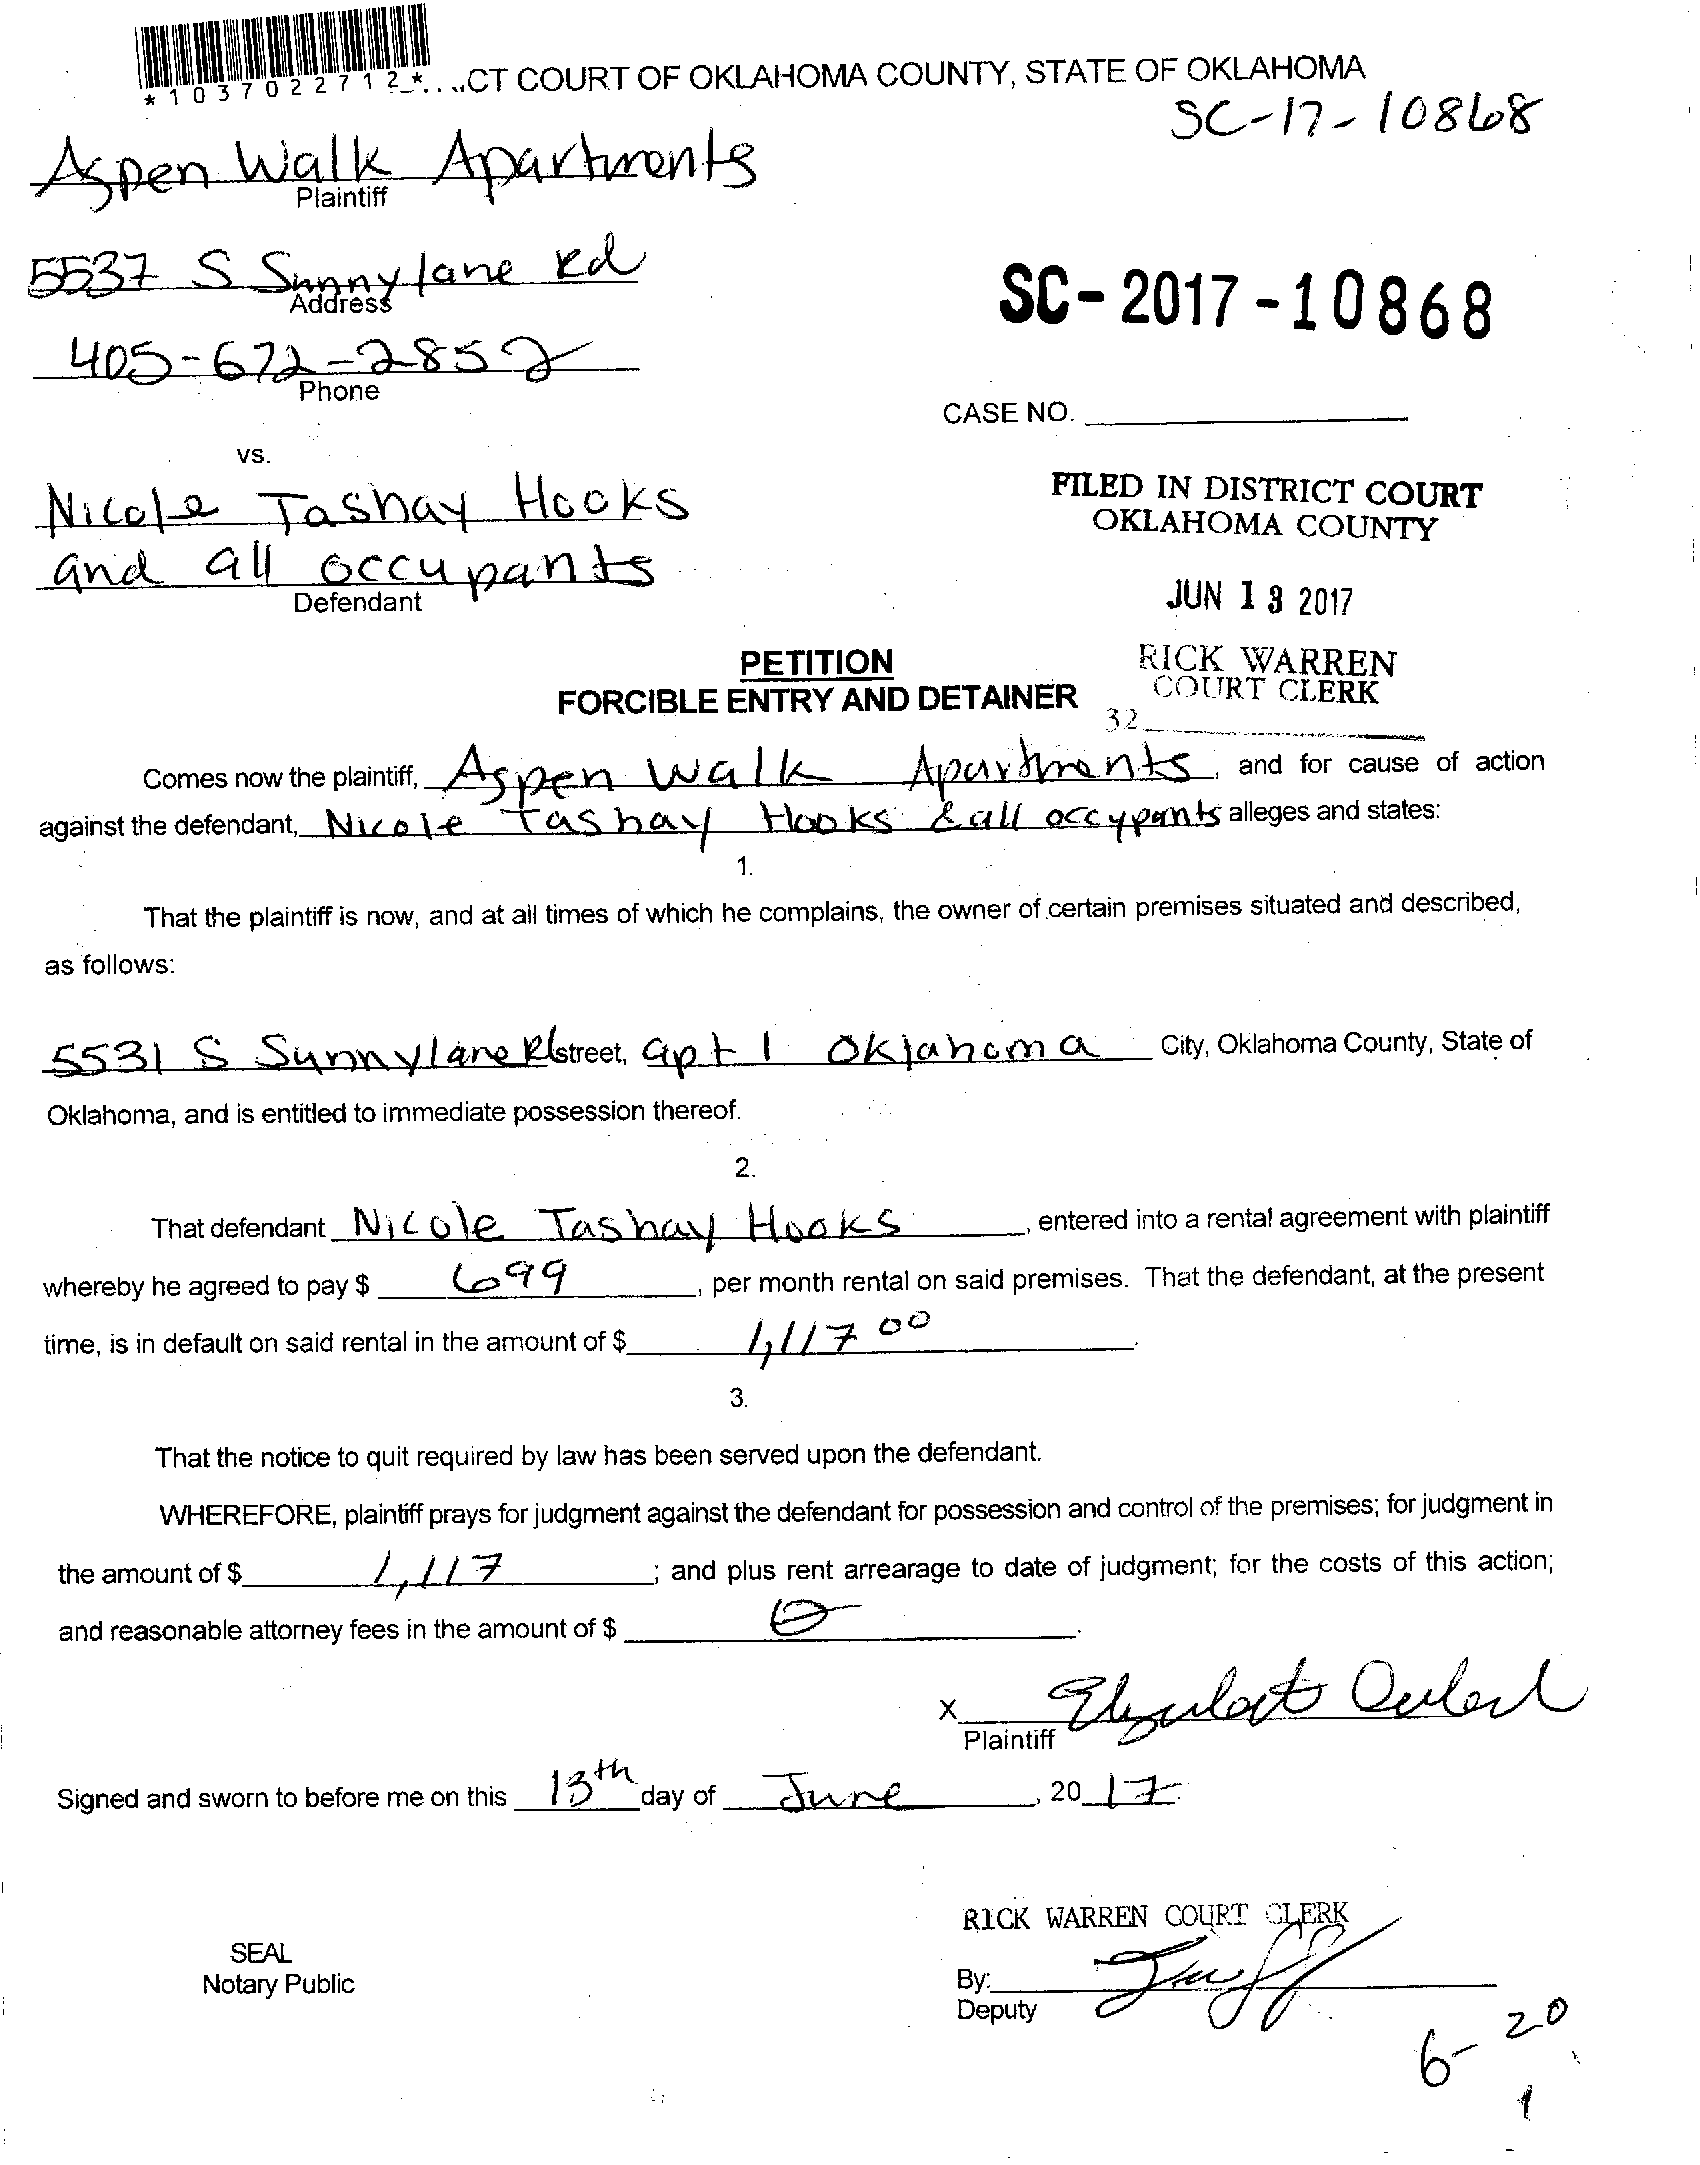 *1037022712* CT COURT OF OKLAHOMA COUNTY, STATE OF OKLAHOMA
SC-17-10868
Aspen Walk Apartments
Plaintiff
5537 S Sunnylane Rd
Address
SC-2017-10868
405-672-2852
Phone
CASE NO.
vs.
FILED IN DISTRICT COURT
Nicole Tashay Hooks
OKLAHOMA COUNTY
and all occupants
Defendant
JUN 13 2017
PETITION
RICK WARREN
FORCIBLE ENTRY AND DETAINER
COURT CLERK
32
Comes now the plaintiff, Aspen Walk Apartments, and for cause of action
against the defendant, Nicole Tashay Hooks & all occypants alleges and states:
1.
That the plaintiff is now, and at all times of which he complains, the owner of certain premises situated and described,
as follows:
5531 S Sunnylane Rd street, apt 1 Oklahoma City, Oklahoma County, State of
Oklahoma, and is entitled to immediate possession thereof.
2.
That defendant Nicole Tashay Hooks, entered into a rental agreement with plaintiff
whereby he agreed to pay $ 699, per month rental on said premises. That the defendant, at the present
time, is in default on said rental in the amount of $ 1,117 00.
3.
That the notice to quit required by law has been served upon the defendant.
WHEREFORE, plaintiff prays for judgment against the defendant for possession and control of the premises; for judgment in
the amount of $ 1,117; and plus rent arrearage to date of judgment; for the costs of this action;
and reasonable attorney fees in the amount of $ 0.
X
Plaintiff
Signed and sworn to before me on this 13th day of June, 20 17.
RICK WARREN COURT CLERK
SEAL
Notary Public
By:
Deputy
6-20
1